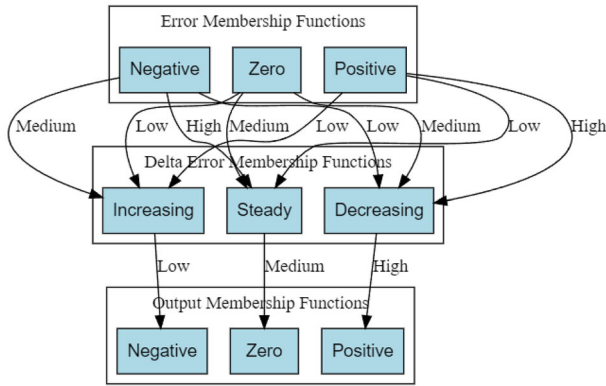 Error Membership Functions
Negative Zero Positive
Medium Low High Medium Low Low Medium Low High
Delta Error Membership Functions
Increasing Steady Decreasing
Low Medium High
Output Membership Functions
Negative Zero Positive